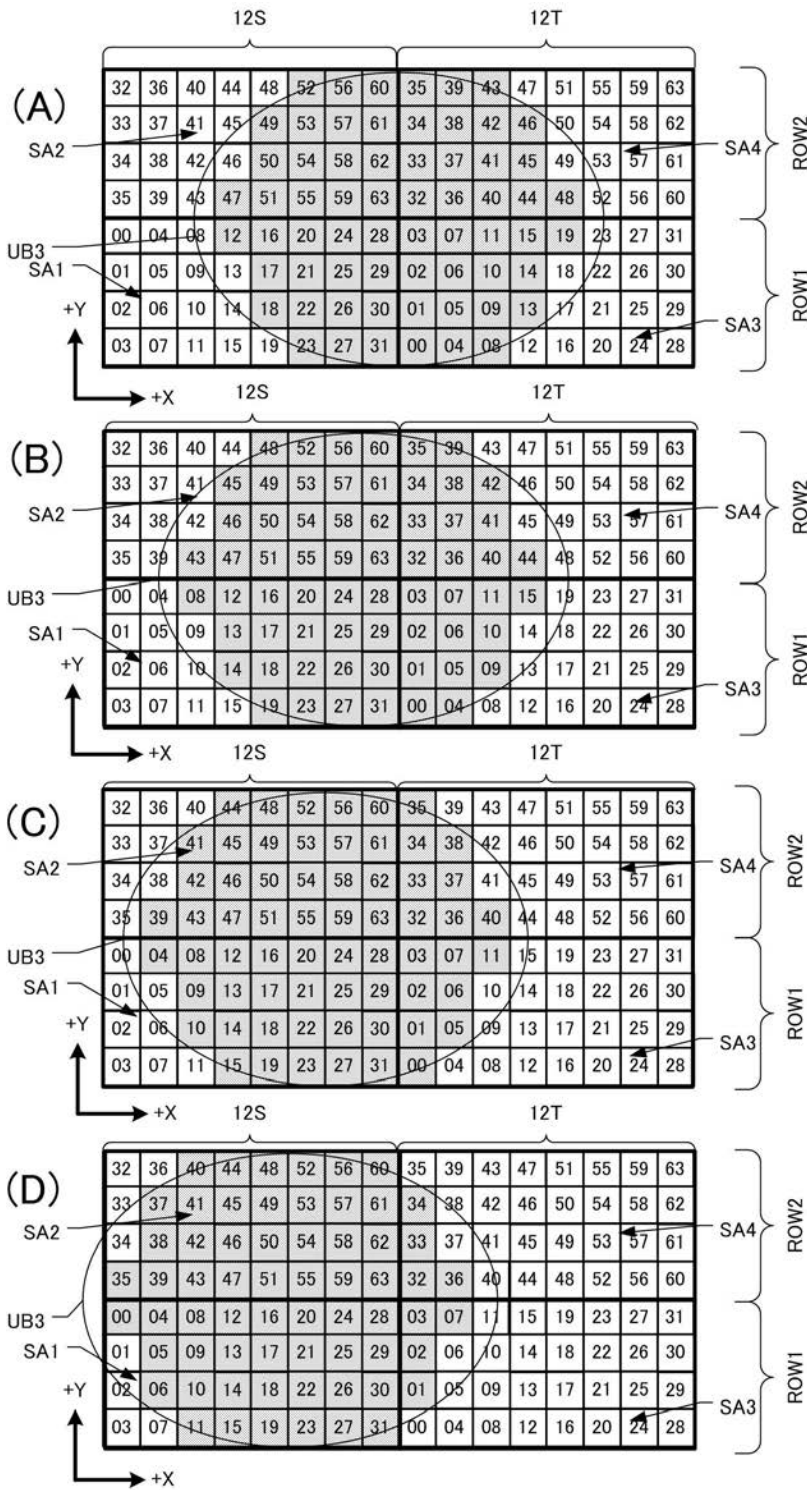 12S 12T
(A)
32 36 40 44 48 52 56 60 35 39 43 47 51 55 59 63
33 37 41 45 49 53 57 61 34 38 42 46 50 54 58 62
SA2 SA4 ROW2
34 38 42 46 50 54 58 62 33 37 41 45 49 53 57 61
35 39 43 47 51 55 59 63 32 36 40 44 48 52 56 60
UB3 00 04 08 12 16 20 24 28 03 07 11 15 19 23 27 31
SA1 01 05 09 13 17 21 25 29 02 06 10 14 18 22 26 30
+Y 02 06 10 14 18 22 26 30 01 05 09 13 17 21 25 29 SA3 ROW1
03 07 11 15 19 23 27 31 00 04 08 12 16 20 24 28
+X
12S 12T
(B)
32 36 40 44 48 52 56 60 35 39 43 47 51 55 59 63
33 37 41 45 49 53 57 61 34 38 42 46 50 54 58 62
SA2 SA4 ROW2
34 38 42 46 50 54 58 62 33 37 41 45 49 53 57 61
35 39 43 47 51 55 59 63 32 36 40 44 48 52 56 60
UB3 00 04 08 12 16 20 24 28 03 07 11 15 19 23 27 31
SA1 01 05 09 13 17 21 25 29 02 06 10 14 18 22 26 30
+Y 02 06 10 14 18 22 26 30 01 05 09 13 17 21 25 29 SA3 ROW1
03 07 11 15 19 23 27 31 00 04 08 12 16 20 24 28
+X
12S 12T
(C)
32 36 40 44 48 52 56 60 35 39 43 47 51 55 59 63
33 37 41 45 49 53 57 61 34 38 42 46 50 54 58 62
SA2 SA4 ROW2
34 38 42 46 50 54 58 62 33 37 41 45 49 53 57 61
35 39 43 47 51 55 59 63 32 36 40 44 48 52 56 60
UB3 00 04 08 12 16 20 24 28 03 07 11 15 19 23 27 31
SA1 01 05 09 13 17 21 25 29 02 06 10 14 18 22 26 30
+Y 02 06 10 14 18 22 26 30 01 05 09 13 17 21 25 29 SA3 ROW1
03 07 11 15 19 23 27 31 00 04 08 12 16 20 24 28
+X
12S 12T
(D)
32 36 40 44 48 52 56 60 35 39 43 47 51 55 59 63
33 37 41 45 49 53 57 61 34 38 42 46 50 54 58 62
SA2 SA4 ROW2
34 38 42 46 50 54 58 62 33 37 41 45 49 53 57 61
35 39 43 47 51 55 59 63 32 36 40 44 48 52 56 60
UB3 00 04 08 12 16 20 24 28 03 07 11 15 19 23 27 31
SA1 01 05 09 13 17 21 25 29 02 06 10 14 18 22 26 30
+Y 02 06 10 14 18 22 26 30 01 05 09 13 17 21 25 29 SA3 ROW1
03 07 11 15 19 23 27 31 00 04 08 12 16 20 24 28
+X